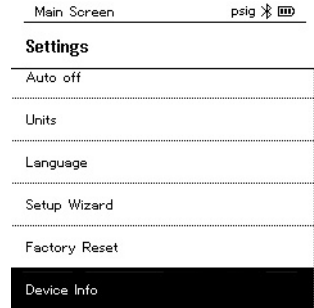 Main Screen psig
Settings
Auto off
Units
Language
Setup Wizard
Factory Reset
Device Info